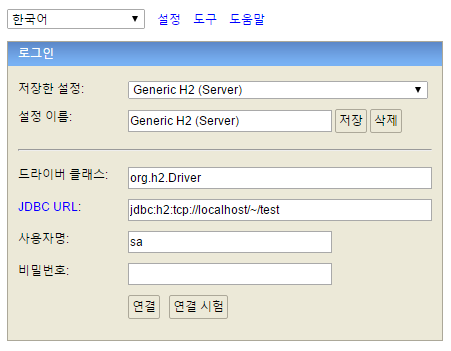 한국어 설정 도구 도움말
로그인
저장한 설정: Generic H2 (Server)
설정 이름: Generic H2 (Server) 저장 삭제
드라이버 클래스: org.h2.Driver
JDBC URL: jdbc:h2:tcp://localhost/~/test
사용자명: sa
비밀번호:
연결 연결 시험